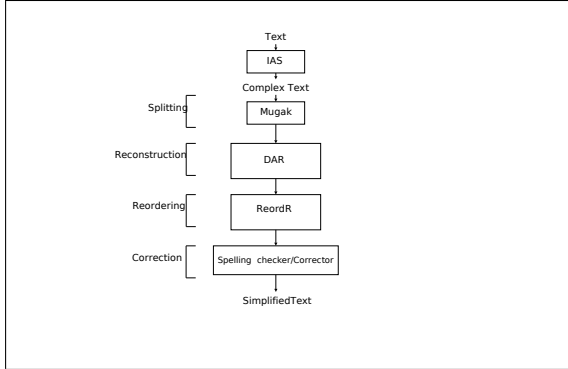 Text
IAS
Complex Text
Splitting
Mugak
Reconstruction
DAR
Reordering
ReordR
Correction
Spelling checker/Corrector
SimplifiedText